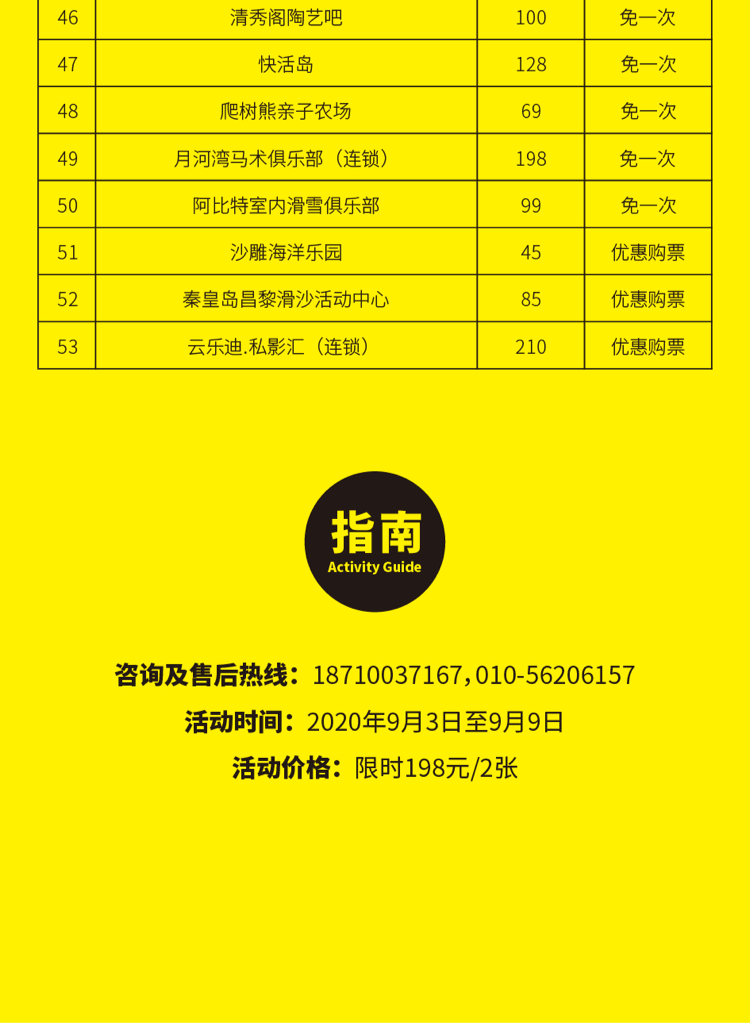 46 清秀阁陶艺吧 100 免一次
47 快活岛 128 免一次
48 爬树熊亲子农场 69 免一次
49 月河湾马术俱乐部（连锁） 198 免一次
50 阿比特室内滑雪俱乐部 99 免一次
51 沙雕海洋乐园 45 优惠购票
52 秦皇岛昌黎滑沙活动中心 85 优惠购票
53 云乐迪.私影汇（连锁） 210 优惠购票
指南
Activity Guide
咨询及售后热线：18710037167，010-56206157
活动时间：2020年9月3日至9月9日
活动价格：限时198元/2张